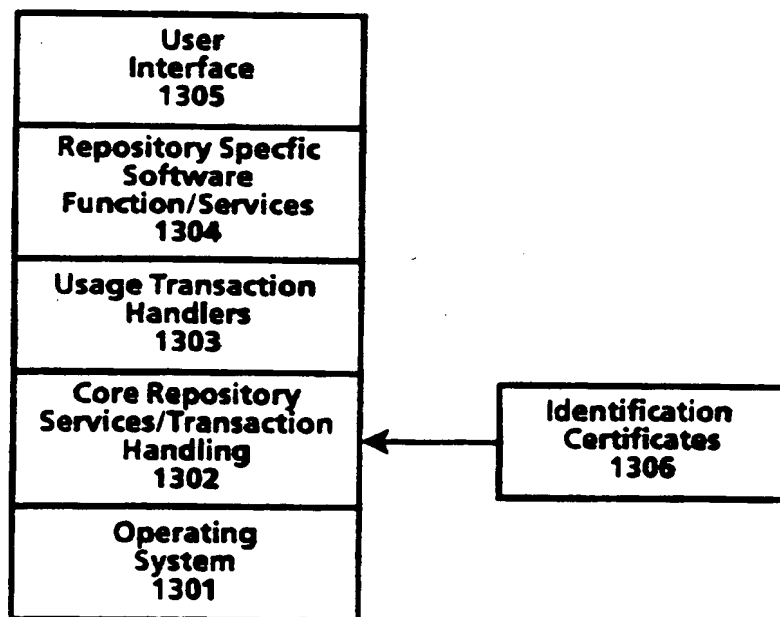 User
Interface
1305
Repository Specfic
Software
Function/Services
1304
Usage Transaction
Handlers
1303
Core Repository
Services/Transaction
Handling
1302
Identification
Certificates
1306
Operating
System
1301